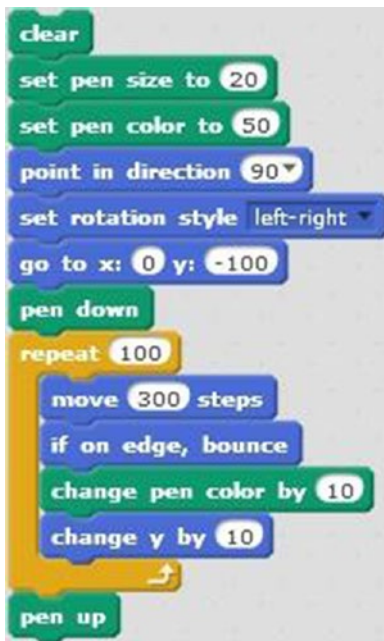 clear
set pen size to 20
set pen color to 50
point in direction 90
set rotation style left-right
go to x: 0 y: -100
pen down
repeat 100
move 300 steps
if on edge, bounce
change pen color by 10
change y by 10
pen up